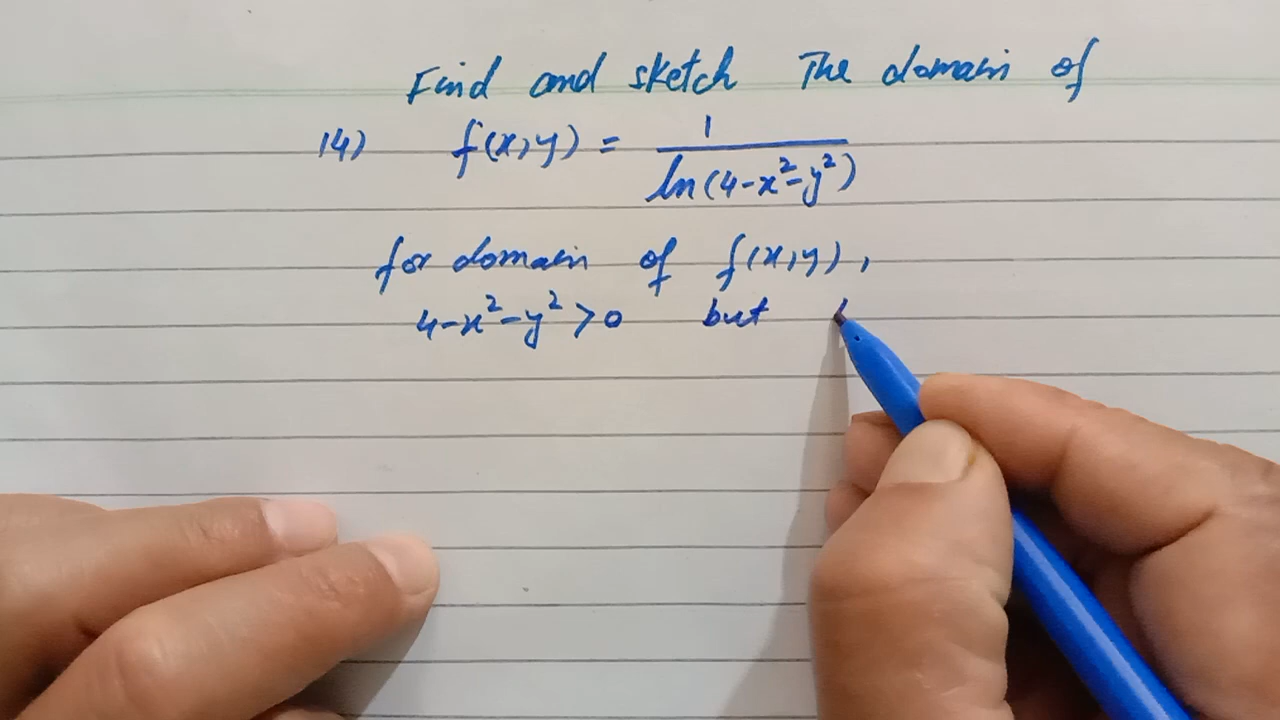 Find and sketch The domain of
14) f(x,y) = 1/ln(4-x²-y²)
for domain of f(x,y),
4-x²-y² > 0 but